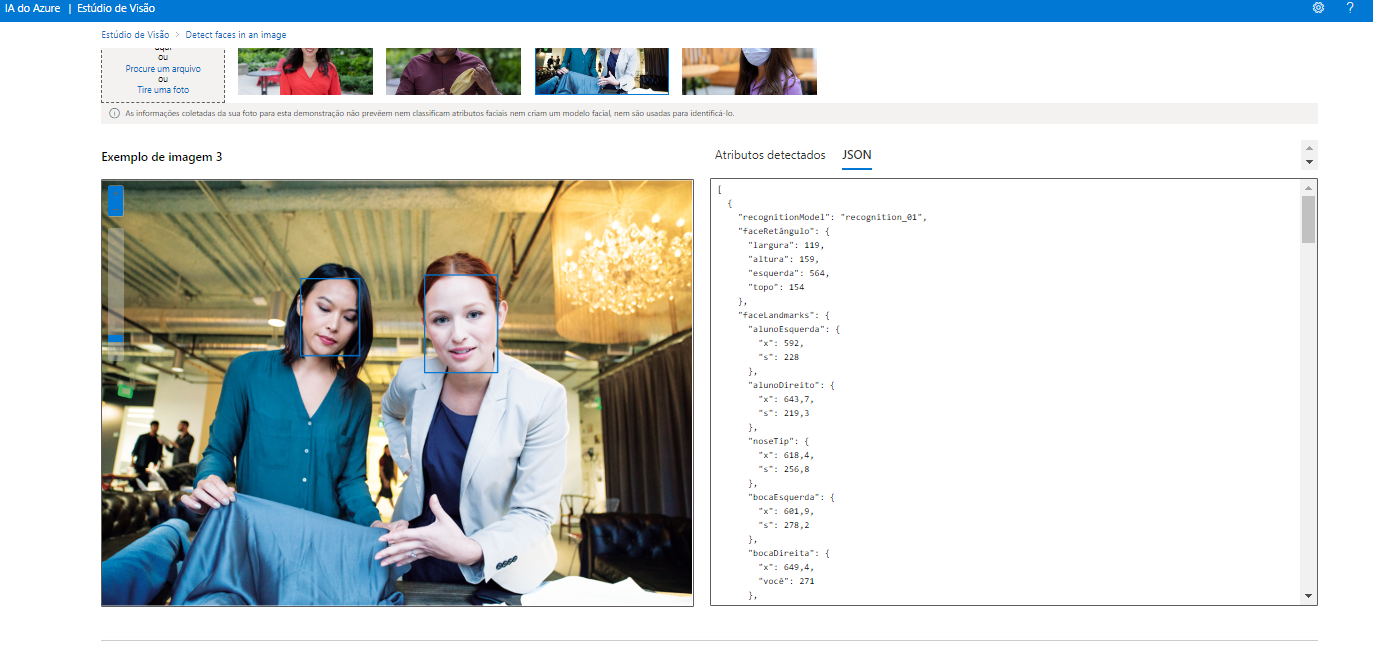 IA do Azure | Estúdio de Visão
?
Estúdio de Visão > Detect faces in an image
ou
Procure um arquivo
ou
Tire uma foto
As informações coletadas da sua foto para esta demonstração não prevêem nem classificam atributos faciais nem criam um modelo facial, nem são usadas para identificá-lo.
Exemplo de imagem 3
Atributos detectados JSON
[
{
"recognitionModel": "recognition_01",
"faceRetângulo": {
"largura": 119,
"altura": 159,
"esquerda": 564,
"topo": 154
},
"faceLandmarks": {
"alunoEsquerda": {
"x": 592,
"s": 228
},
"alunoDireito": {
"x": 643,7,
"s": 219,3
},
"noseTip": {
"x": 618,4,
"s": 256,8
},
"bocaEsquerda": {
"x": 601,9,
"s": 278,2
},
"bocaDireita": {
"x": 649,4,
"você": 271
},